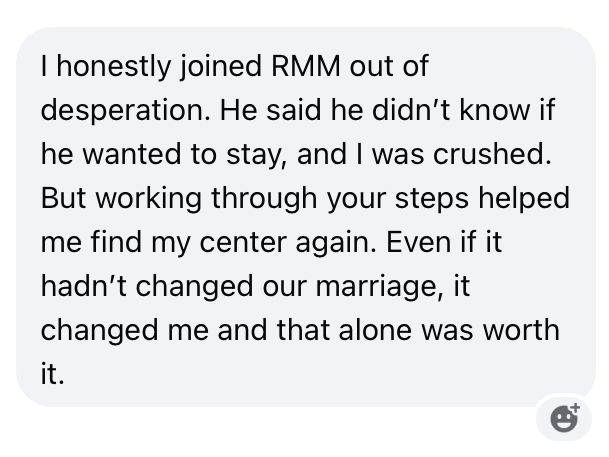 I honestly joined RMM out of
desperation. He said he didn’t know if
he wanted to stay, and I was crushed.
But working through your steps helped
me find my center again. Even if it
hadn’t changed our marriage, it
changed me and that alone was worth
it.